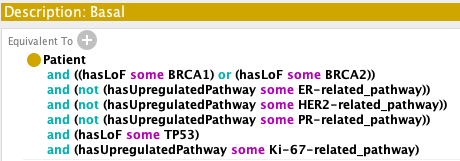 Description: Basal
Equivalent To +
Patient
and ((hasLoF some BRCA1) or (hasLoF some BRCA2))
and (not (hasUpregulatedPathway some ER-related_pathway))
and (not (hasUpregulatedPathway some HER2-related_pathway))
and (not (hasUpregulatedPathway some PR-related_pathway))
and (hasLoF some TP53)
and (hasUpregulatedPathway some Ki-67-related_pathway)